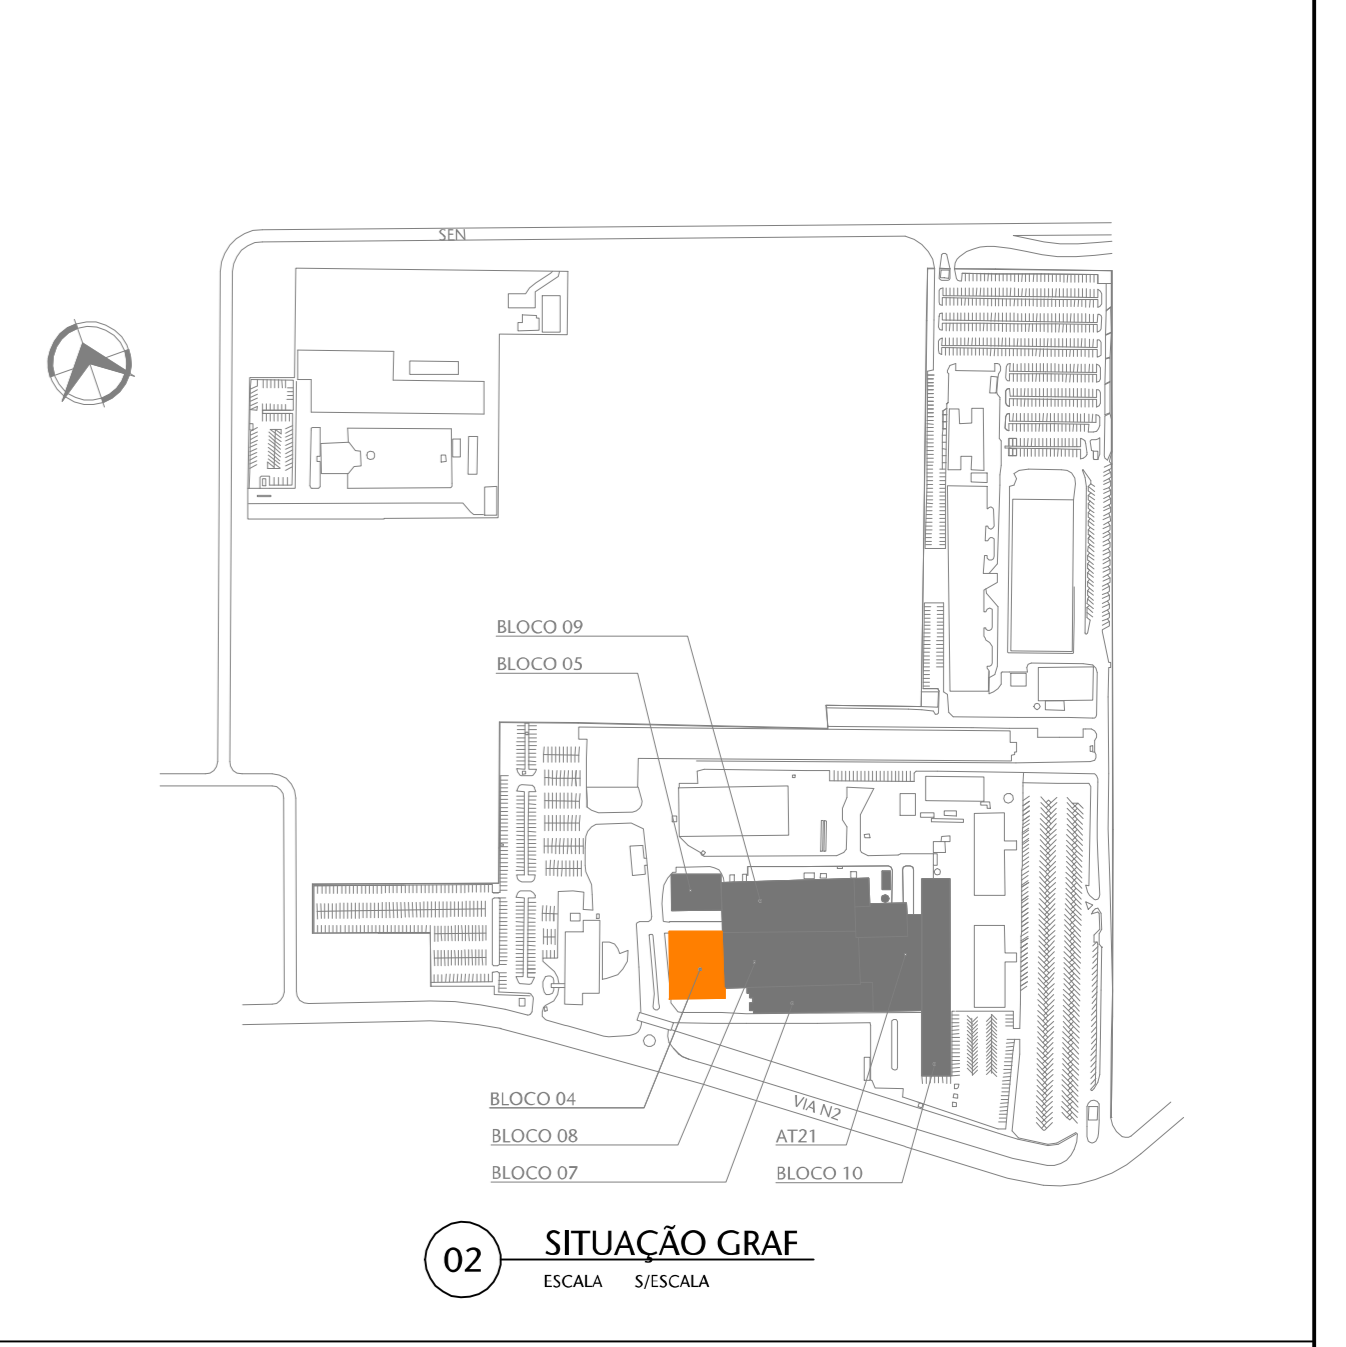 SEN
BLOCO 09
BLOCO 05
BLOCO 04
VIA N2
BLOCO 08
AT21
BLOCO 07
BLOCO 10
02
SITUAÇÃO GRAF
ESCALA S/ESCALA